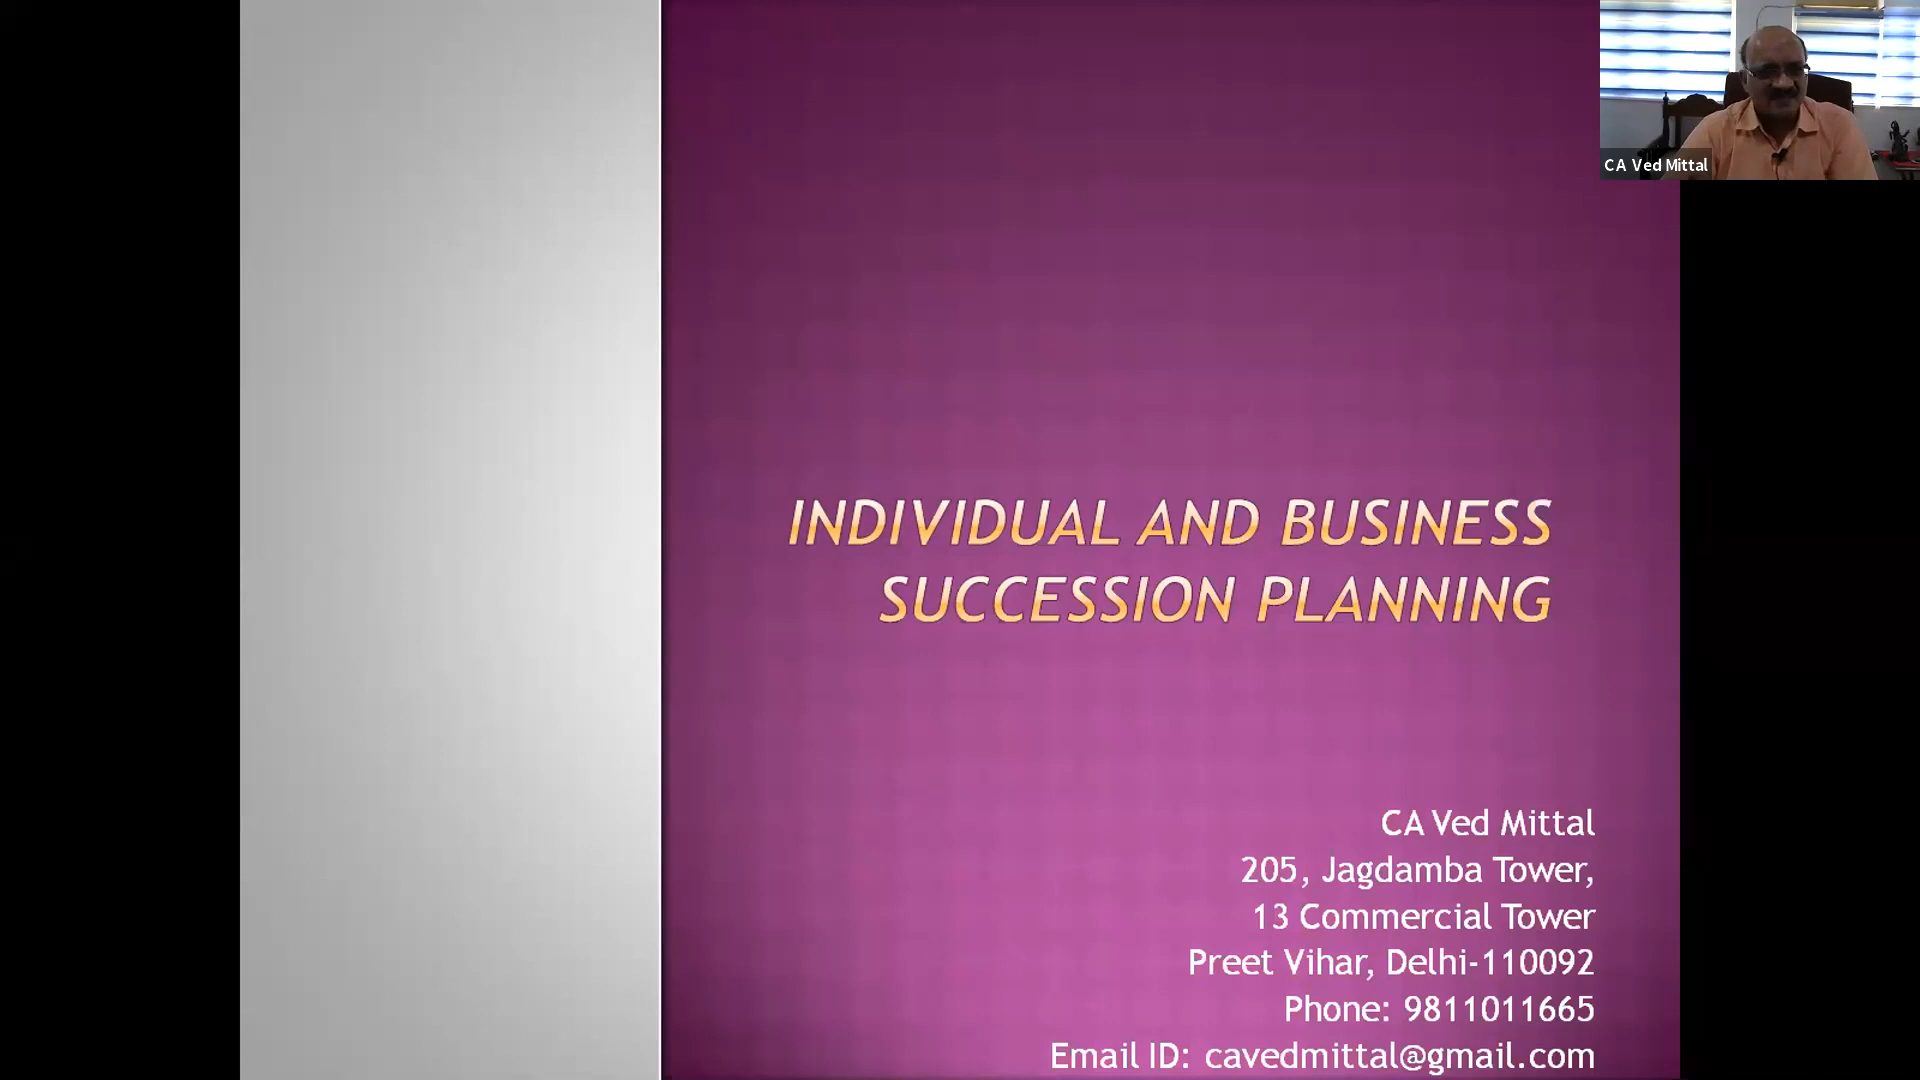 CA Ved Mittal
INDIVIDUAL AND BUSINESS
SUCCESSION PLANNING
CA Ved Mittal
205, Jagdamba Tower,
13 Commercial Tower
Preet Vihar, Delhi-110092
Phone: 9811011665
Email ID: cavedmittal@gmail.com